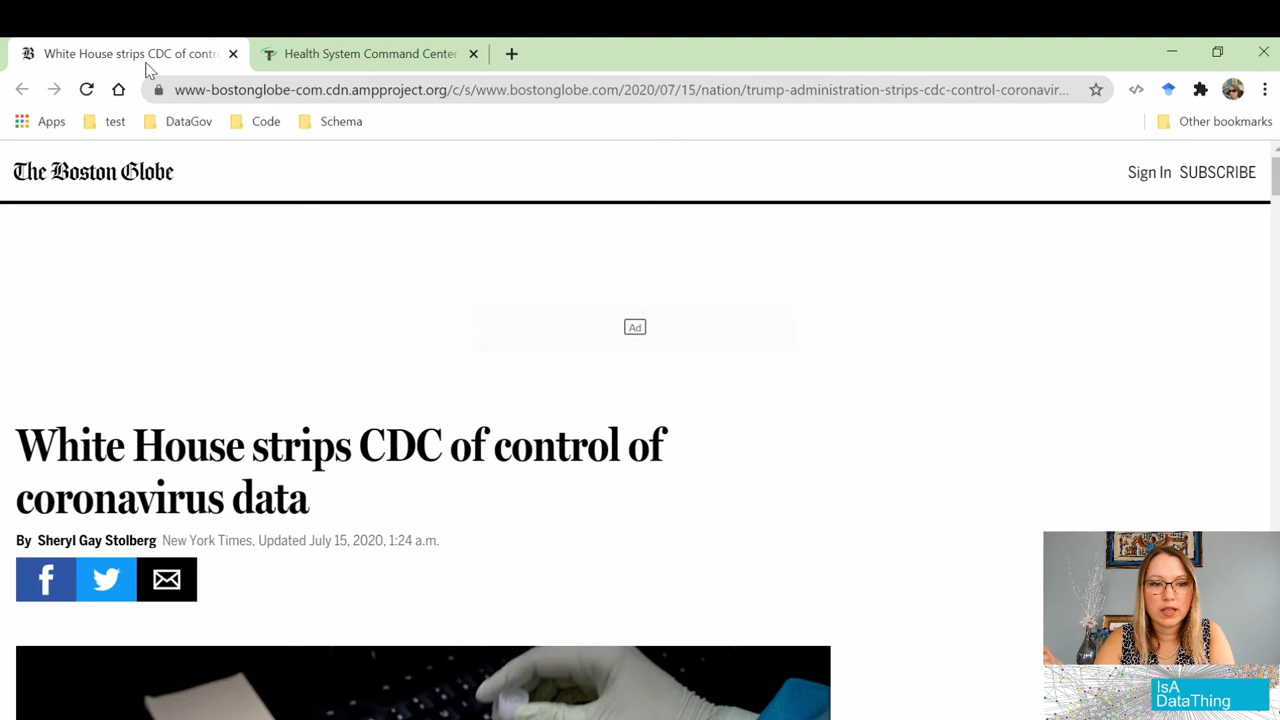 White House strips CDC of contr
Health System Command Center
www-bostonglobe-com.cdn.ampproject.org/c/s/www.bostonglobe.com/2020/07/15/nation/trump-administration-strips-cdc-control-coronavir...
Apps test DataGov Code Schema Other bookmarks
The Boston Globe
Sign In SUBSCRIBE
Ad
White House strips CDC of control of
coronavirus data
By Sheryl Gay Stolberg New York Times, Updated July 15, 2020, 1:24 a.m.
IsA
DataThing